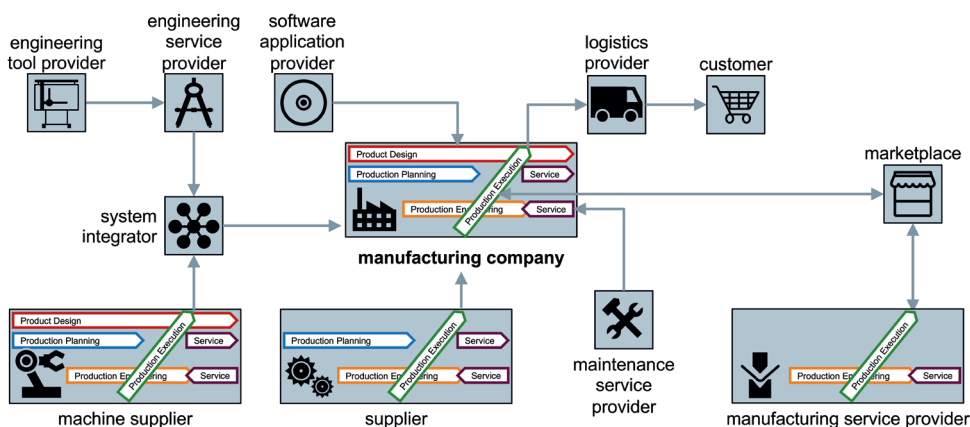 engineering
tool provider
engineering
service
provider
software
application
provider
logistics
provider
customer
Product Design
Production Planning
Service
Production Execution
Production Engineering
Service
manufacturing company
marketplace
system
integrator
Product Design
Production Planning
Service
Production Execution
Production Engineering
Service
machine supplier
Production Planning
Service
Production Execution
Production Engineering
Service
supplier
maintenance
service
provider
Production Execution
Production Engineering
Service
manufacturing service provider